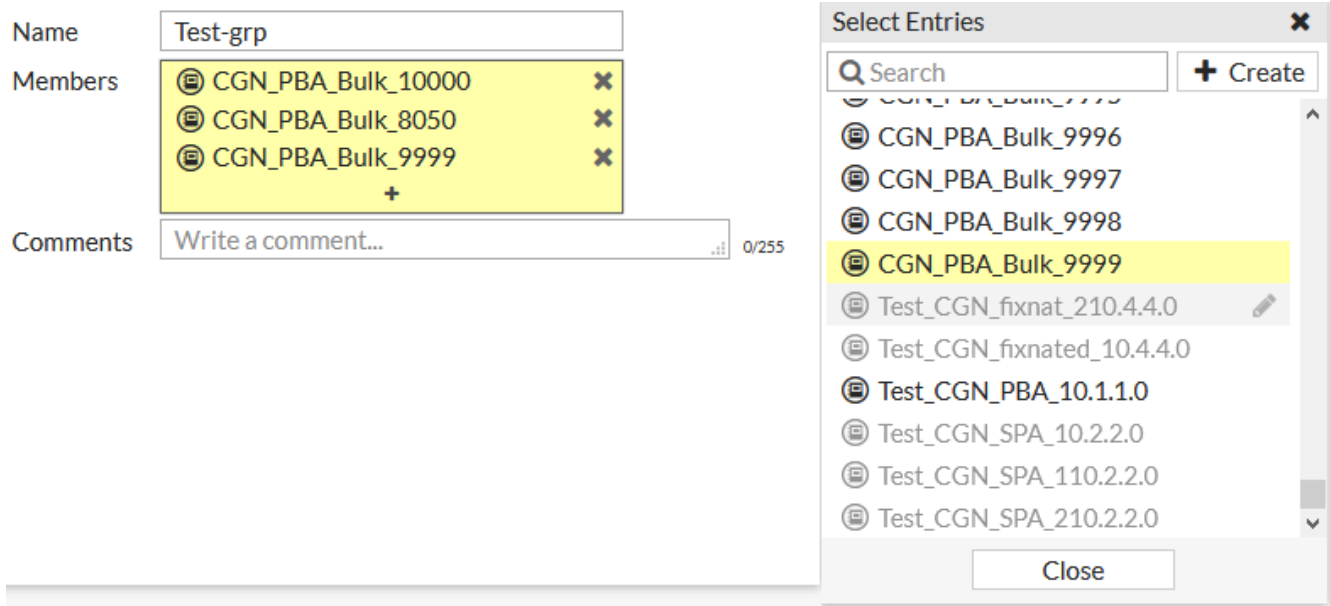 Name
Test-grp
Members
CGN_PBA_Bulk_10000
CGN_PBA_Bulk_8050
CGN_PBA_Bulk_9999
+
Comments
Write a comment...
0/255
Select Entries
Search
+ Create
CGN_PBA_Bulk_9996
CGN_PBA_Bulk_9997
CGN_PBA_Bulk_9998
CGN_PBA_Bulk_9999
Test_CGN_fixnat_210.4.4.0
Test_CGN_fixnated_10.4.4.0
Test_CGN_PBA_10.1.1.0
Test_CGN_SPA_10.2.2.0
Test_CGN_SPA_110.2.2.0
Test_CGN_SPA_210.2.2.0
Close